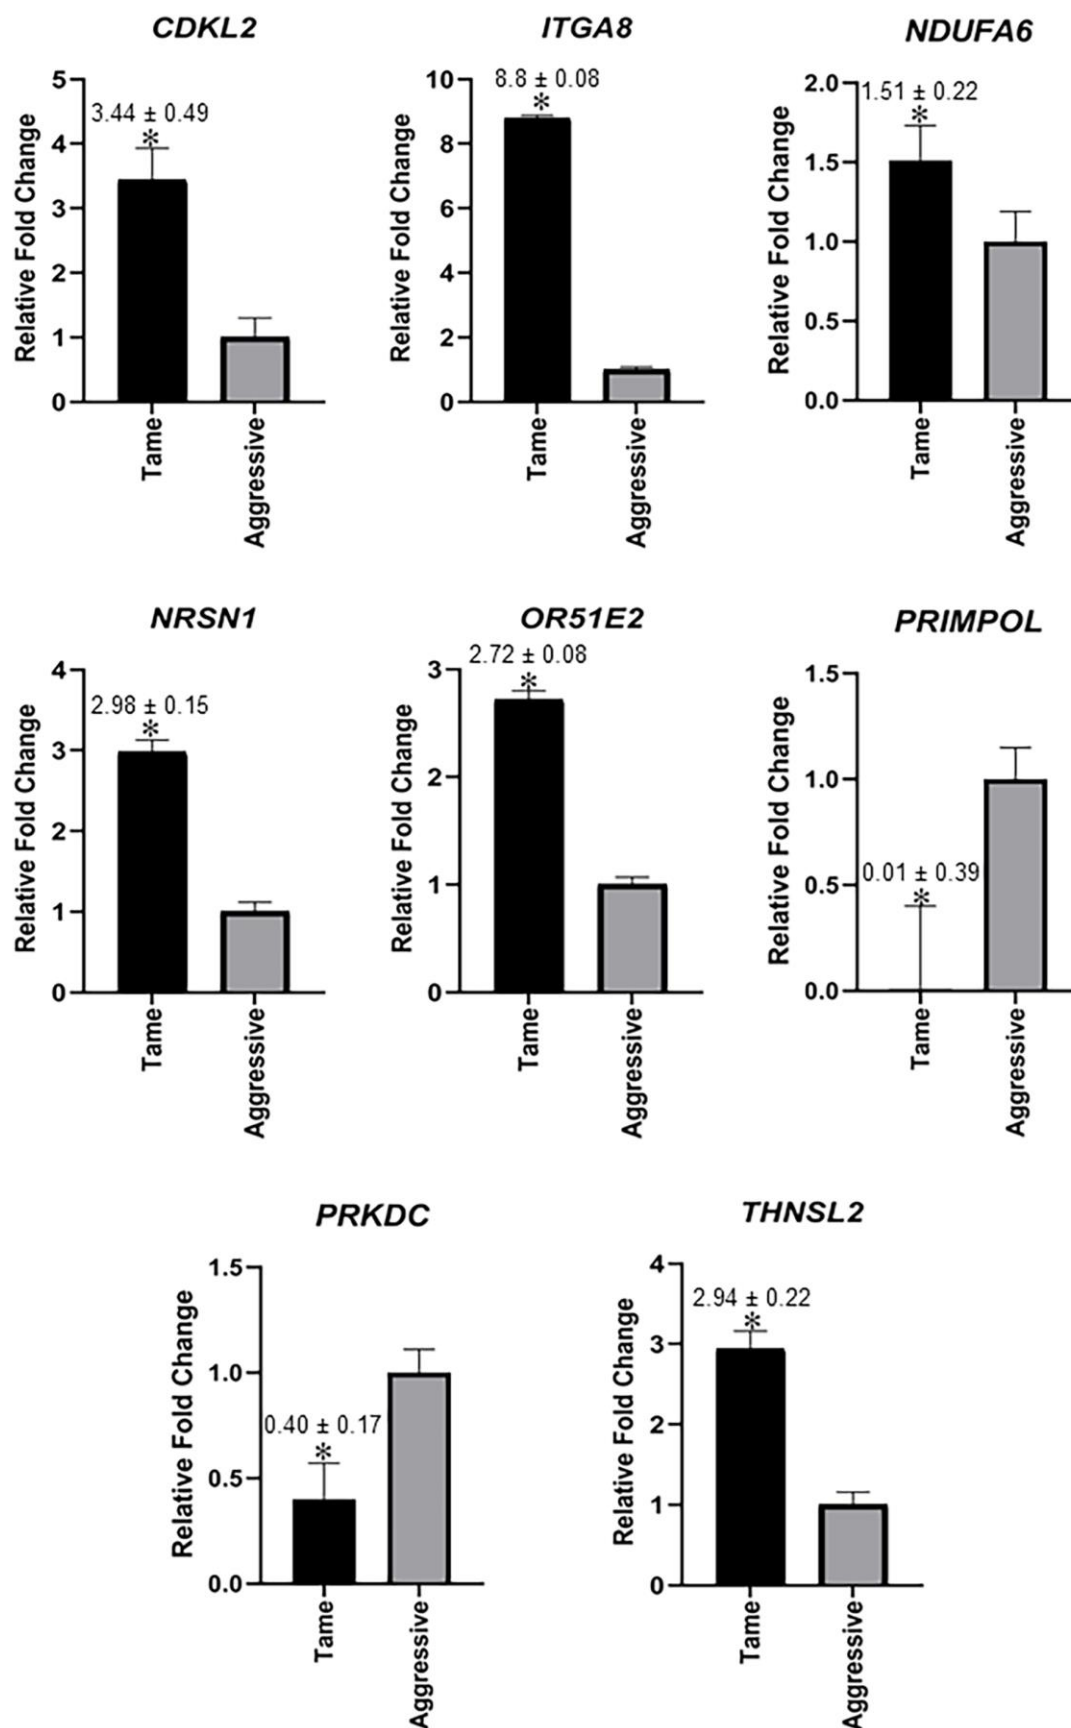 CDKL2
Relative Fold Change
5
4
3
2
1
0
3.44 ± 0.49
*
Tame
Aggressive
ITGA8
Relative Fold Change
10
8
6
4
2
0
8.8 ± 0.08
*
Tame
Aggressive
NDUFA6
Relative Fold Change
2.0
1.5
1.0
0.5
0.0
1.51 ± 0.22
*
Tame
Aggressive
NRSN1
Relative Fold Change
4
3
2
1
0
2.98 ± 0.15
*
Tame
Aggressive
OR51E2
Relative Fold Change
3
2
1
0
2.72 ± 0.08
*
Tame
Aggressive
PRIMPOL
Relative Fold Change
1.5
1.0
0.5
0.0
0.01 ± 0.39
*
Tame
Aggressive
PRKDC
Relative Fold Change
1.5
1.0
0.5
0.0
0.40 ± 0.17
*
Tame
Aggressive
THNSL2
Relative Fold Change
4
3
2
1
0
2.94 ± 0.22
*
Tame
Aggressive